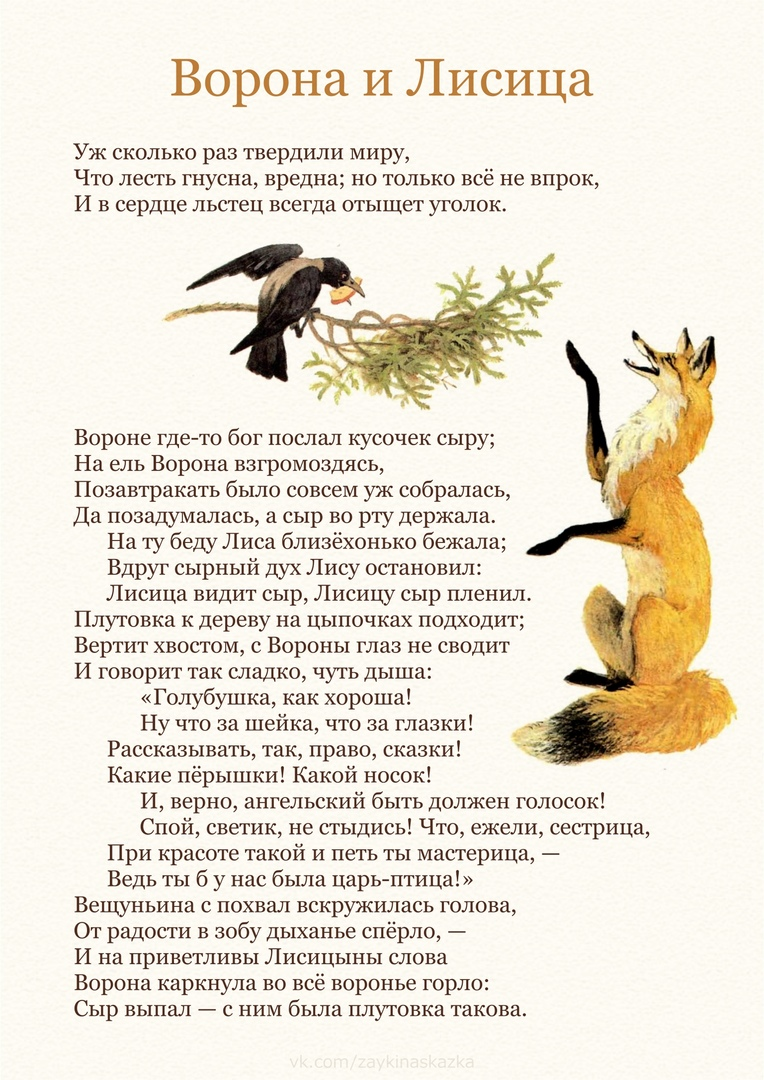 Ворона и Лисица
Уж сколько раз твердили миру,
Что лесть гнусна, вредна; но только всё не впрок,
И в сердце льстец всегда отыщет уголок.
Вороне где-то бог послал кусочек сыру;
На ель Ворона взгромоздясь,
Позавтракать было совсем уж собралась,
Да позадумалась, а сыр во рту держала.
На ту беду Лиса близёхонько бежала;
Вдруг сырный дух Лису остановил:
Лисица видит сыр, Лисицу сыр пленил.
Плутовка к дереву на цыпочках подходит;
Вертит хвостом, с Вороны глаз не сводит
И говорит так сладко, чуть дыша:
«Голубушка, как хороша!
Ну что за шейка, что за глазки!
Рассказывать, так, право, сказки!
Какие пёрышки! Какой носок!
И, верно, ангельский быть должен голосок!
Спой, светик, не стыдись! Что, ежели, сестрица,
При красоте такой и петь ты мастерица, —
Ведь ты б у нас была царь-птица!»
Вещуньина с похвал вскружилась голова,
От радости в зобу дыханье спёрло, —
И на приветливы Лисицыны слова
Ворона каркнула во всё воронье горло:
Сыр выпал — с ним была плутовка такова.
vk.com/zaykinaskazka